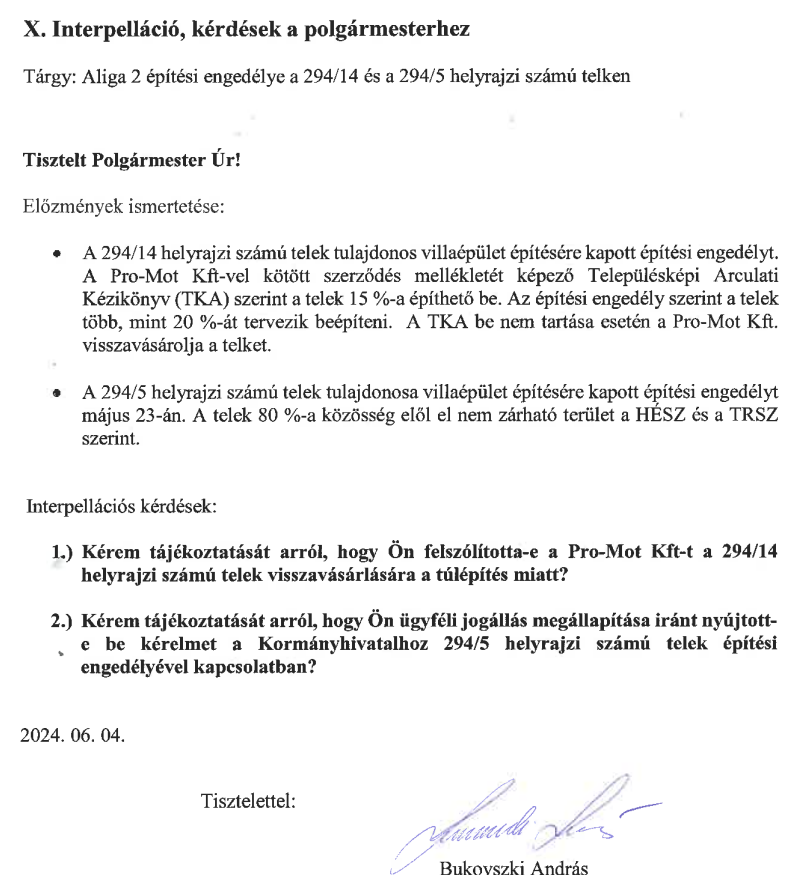 X. Interpelláció, kérdések a polgármesterhez
Tárgy: Aliga 2 építési engedélye a 294/14 és a 294/5 helyrajzi számú telken
Tisztelt Polgármester Úr!
Előzmények ismertetése:
• A 294/14 helyrajzi számú telek tulajdonos villaépület építésére kapott építési engedélyt.
A Pro-Mot Kft-vel kötött szerződés mellékletét képező Településképi Arculati
Kézikönyv (TKA) szerint a telek 15 %-a építhető be. Az építési engedély szerint a telek
több, mint 20 %-át tervezik beépíteni. A TKA be nem tartása esetén a Pro-Mot Kft.
visszavásárolja a telket.
• A 294/5 helyrajzi számú telek tulajdonosa villaépület építésére kapott építési engedélyt
május 23-án. A telek 80 %-a közösség elől el nem zárható terület a HÉSZ és a TRSZ
szerint.
Interpellációs kérdések:
1.) Kérem tájékoztatását arról, hogy Ön felszólította-e a Pro-Mot Kft-t a 294/14
helyrajzi számú telek visszavásárlására a túlépítés miatt?
2.) Kérem tájékoztatását arról, hogy Ön ügyféli jogállás megállapítása iránt nyújtott-
e be kérelmet a Kormányhivatalhoz 294/5 helyrajzi számú telek építési
engedélyével kapcsolatban?
2024. 06. 04.
Tisztelettel:
Bukovszki András